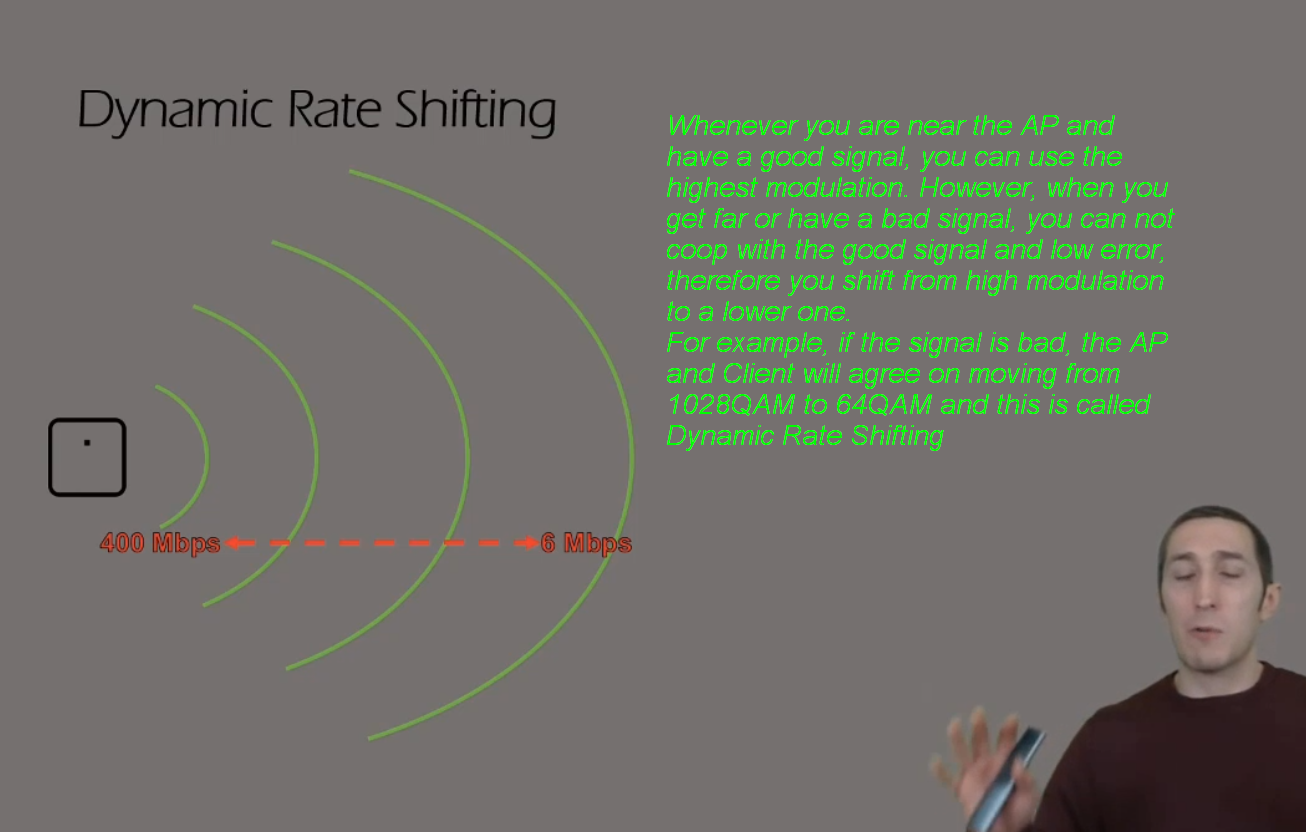 Dynamic Rate Shifting
Whenever you are near the AP and
have a good signal, you can use the
highest modulation. However, when you
get far or have a bad signal, you can not
coop with the good signal and low error,
therefore you shift from high modulation
to a lower one.
For example, if the signal is bad, the AP
and Client will agree on moving from
1028QAM to 64QAM and this is called
Dynamic Rate Shifting
400 Mbps
6 Mbps